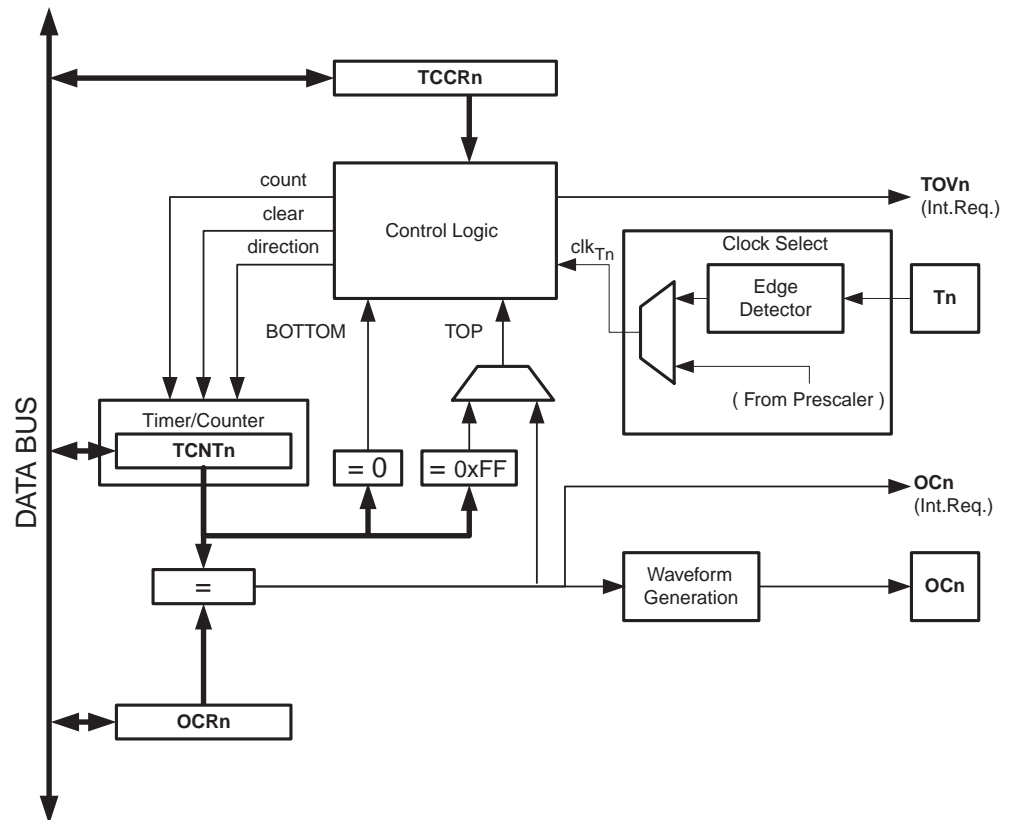 TCCRn
count
clear
direction
Control Logic
TOVn
(Int.Req.)
clkTn
Clock Select
Edge
Detector
Tn
( From Prescaler )
BOTTOM
TOP
DATA BUS
Timer/Counter
TCNTn
= 0
= 0xFF
OCn
(Int.Req.)
=
Waveform
Generation
OCn
OCRn